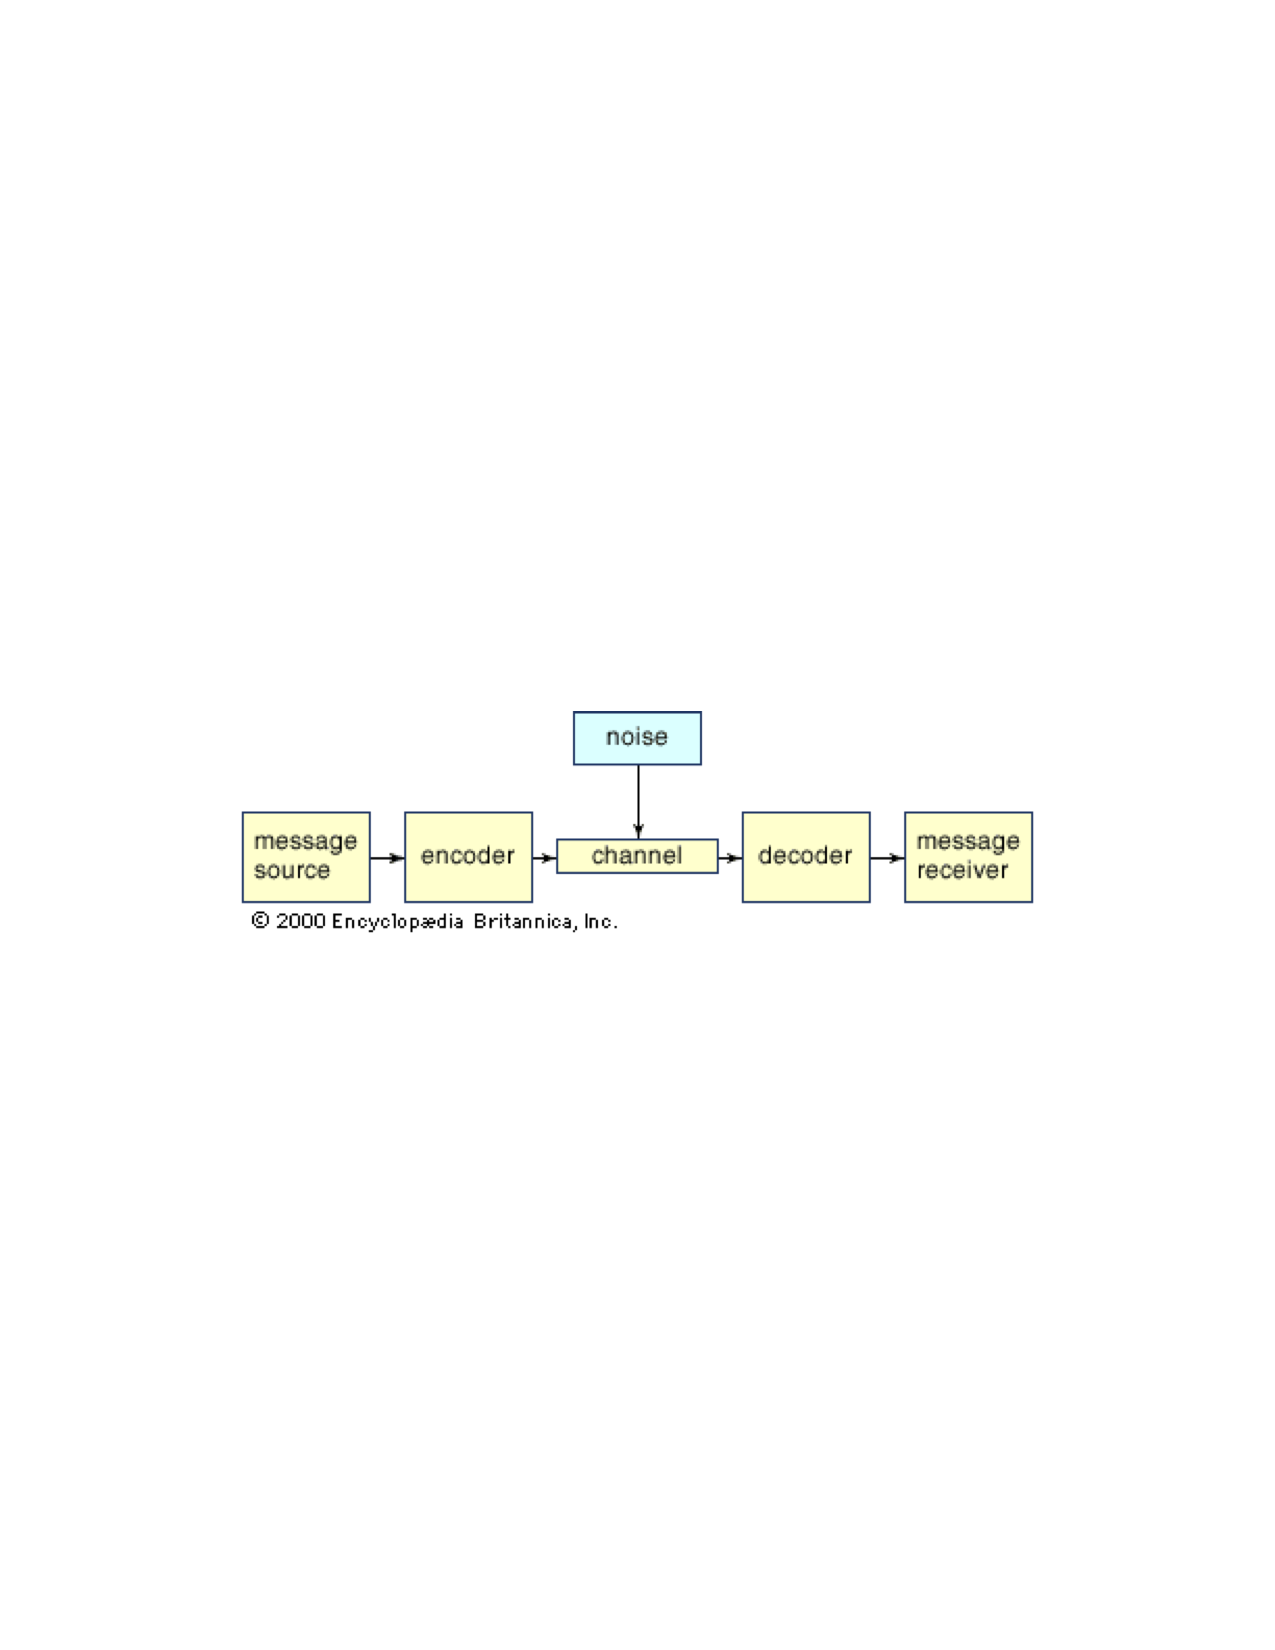 noise
message
source
encoder
channel
decoder
message
receiver
© 2000 Encyclopædia Britannica, Inc.